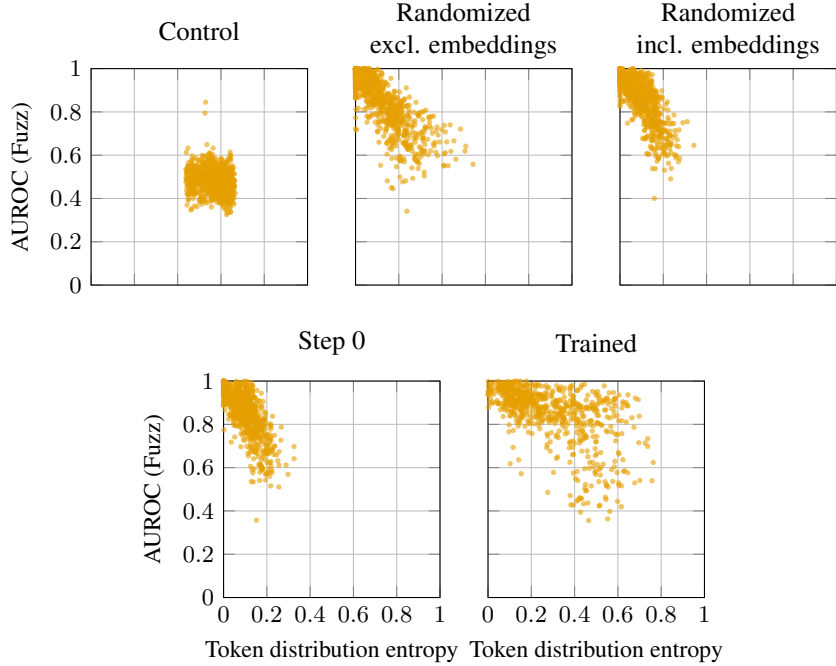 Control
Randomized
excl. embeddings
Randomized
incl. embeddings
AUROC (Fuzz)
1
0.8
0.6
0.4
0.2
0
Step 0
Trained
AUROC (Fuzz)
1
0.8
0.6
0.4
0.2
0
0 0.2 0.4 0.6 0.8 1
0 0.2 0.4 0.6 0.8 1
Token distribution entropy
Token distribution entropy